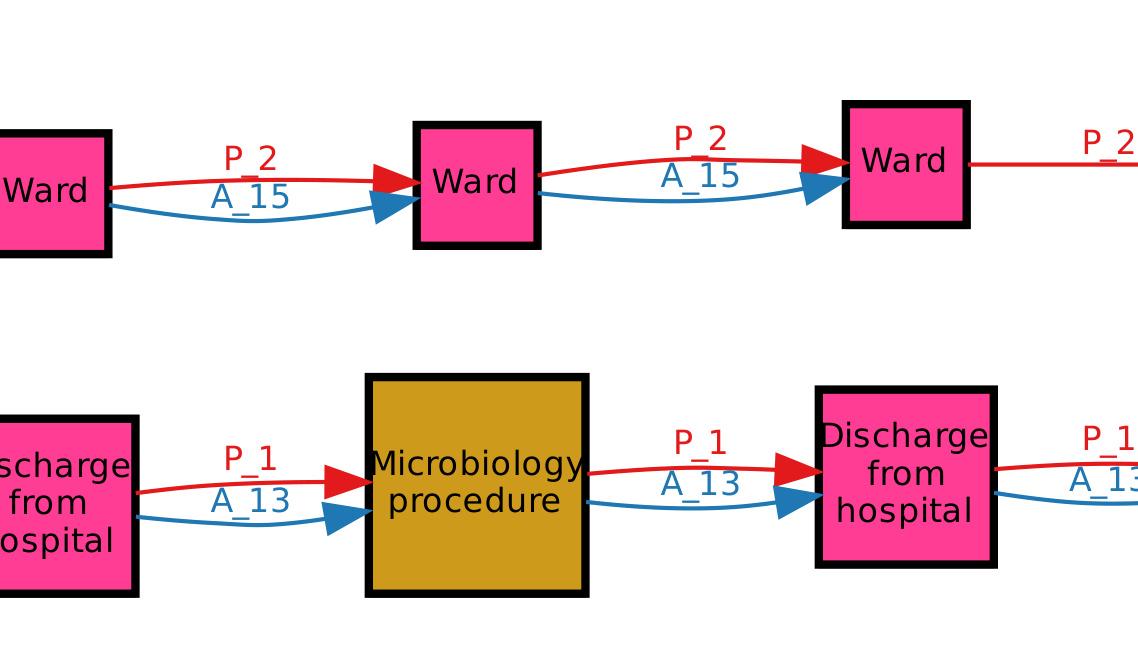 P_2
A_15
P_2
A_15
P_2
Ward
Ward
Ward
P_1
A_13
P_1
A_13
P_1
A_13
scharge
from
ospital
Microbiology
procedure
Discharge
from
hospital